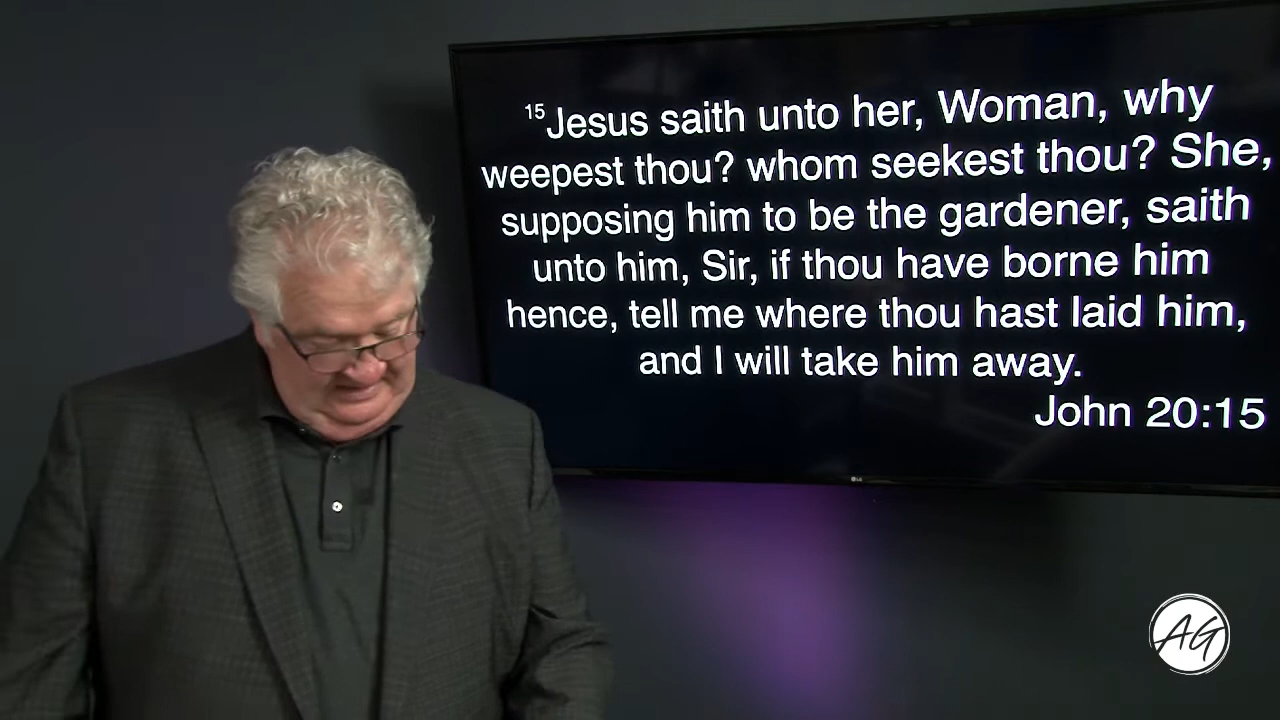 15Jesus saith unto her, Woman, why
weepest thou? whom seekest thou? She,
supposing him to be the gardener, saith
unto him, Sir, if thou have borne him
hence, tell me where thou hast laid him,
and I will take him away.
John 20:15
LG
AG